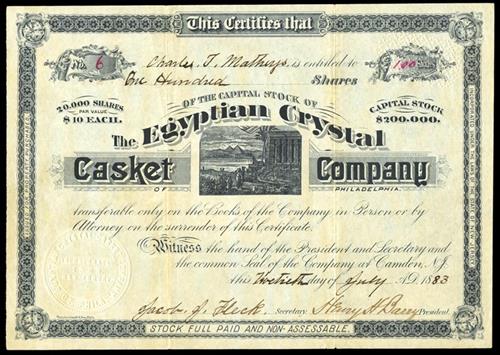 This Certifies that
No. 6
Charles T. Mathys is entitled to
100
One Hundred Shares
OF THE CAPITAL STOCK OF
20,000 SHARES
PAR VALUE
$10 EACH.
CAPITAL STOCK
$200.000.
The Egyptian Crystal
Casket Company
OF PHILADELPHIA.
transferable only on the Books of the Company in Person or by
Attorney on the surrender of this Certificate.
Witness the hand of the President and Secretary and
the common Seal of the Company at Camden, N.J.
this Twelfth day of July A.D. 1883
Jacob J. Fleck Secretary Henry H. Barry President
STOCK FULL PAID AND NON-ASSESSABLE.